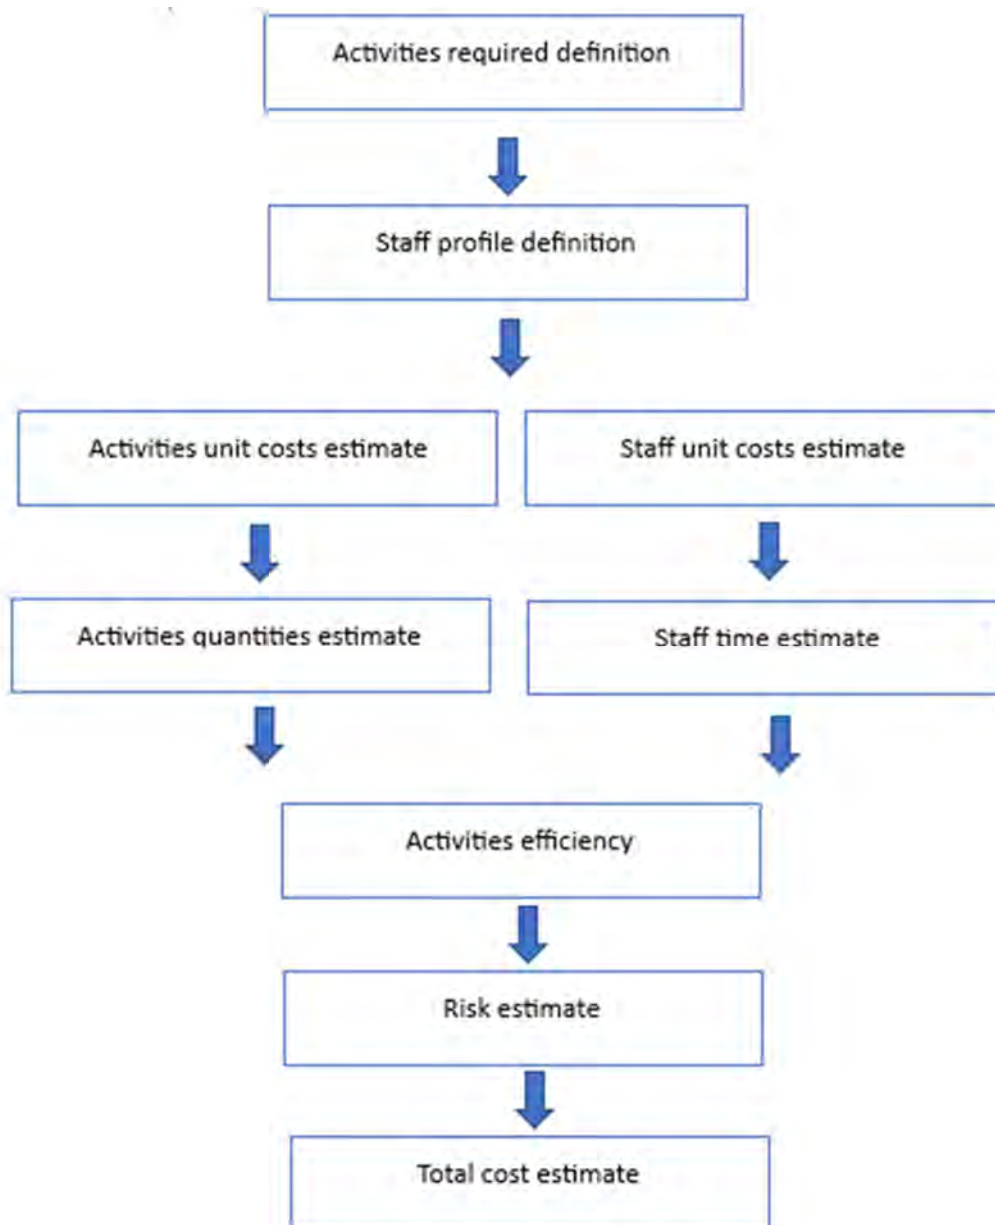 Activities required definition
Staff profile definition
Activities unit costs estimate
Staff unit costs estimate
Activities quantities estimate
Staff time estimate
Activities efficiency
Risk estimate
Total cost estimate